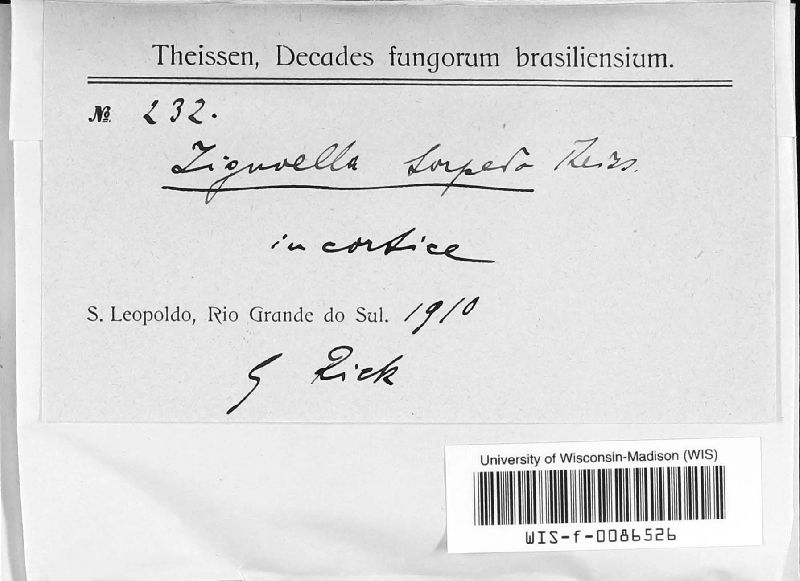 Theissen, Decades fungorum brasiliensium.
№ 232.
Zignoella torpedo Theiss.
in cortice
S. Leopoldo, Rio Grande do Sul. 1910
J Rick
University of Wisconsin-Madison (WIS)
WIS-f-0086526